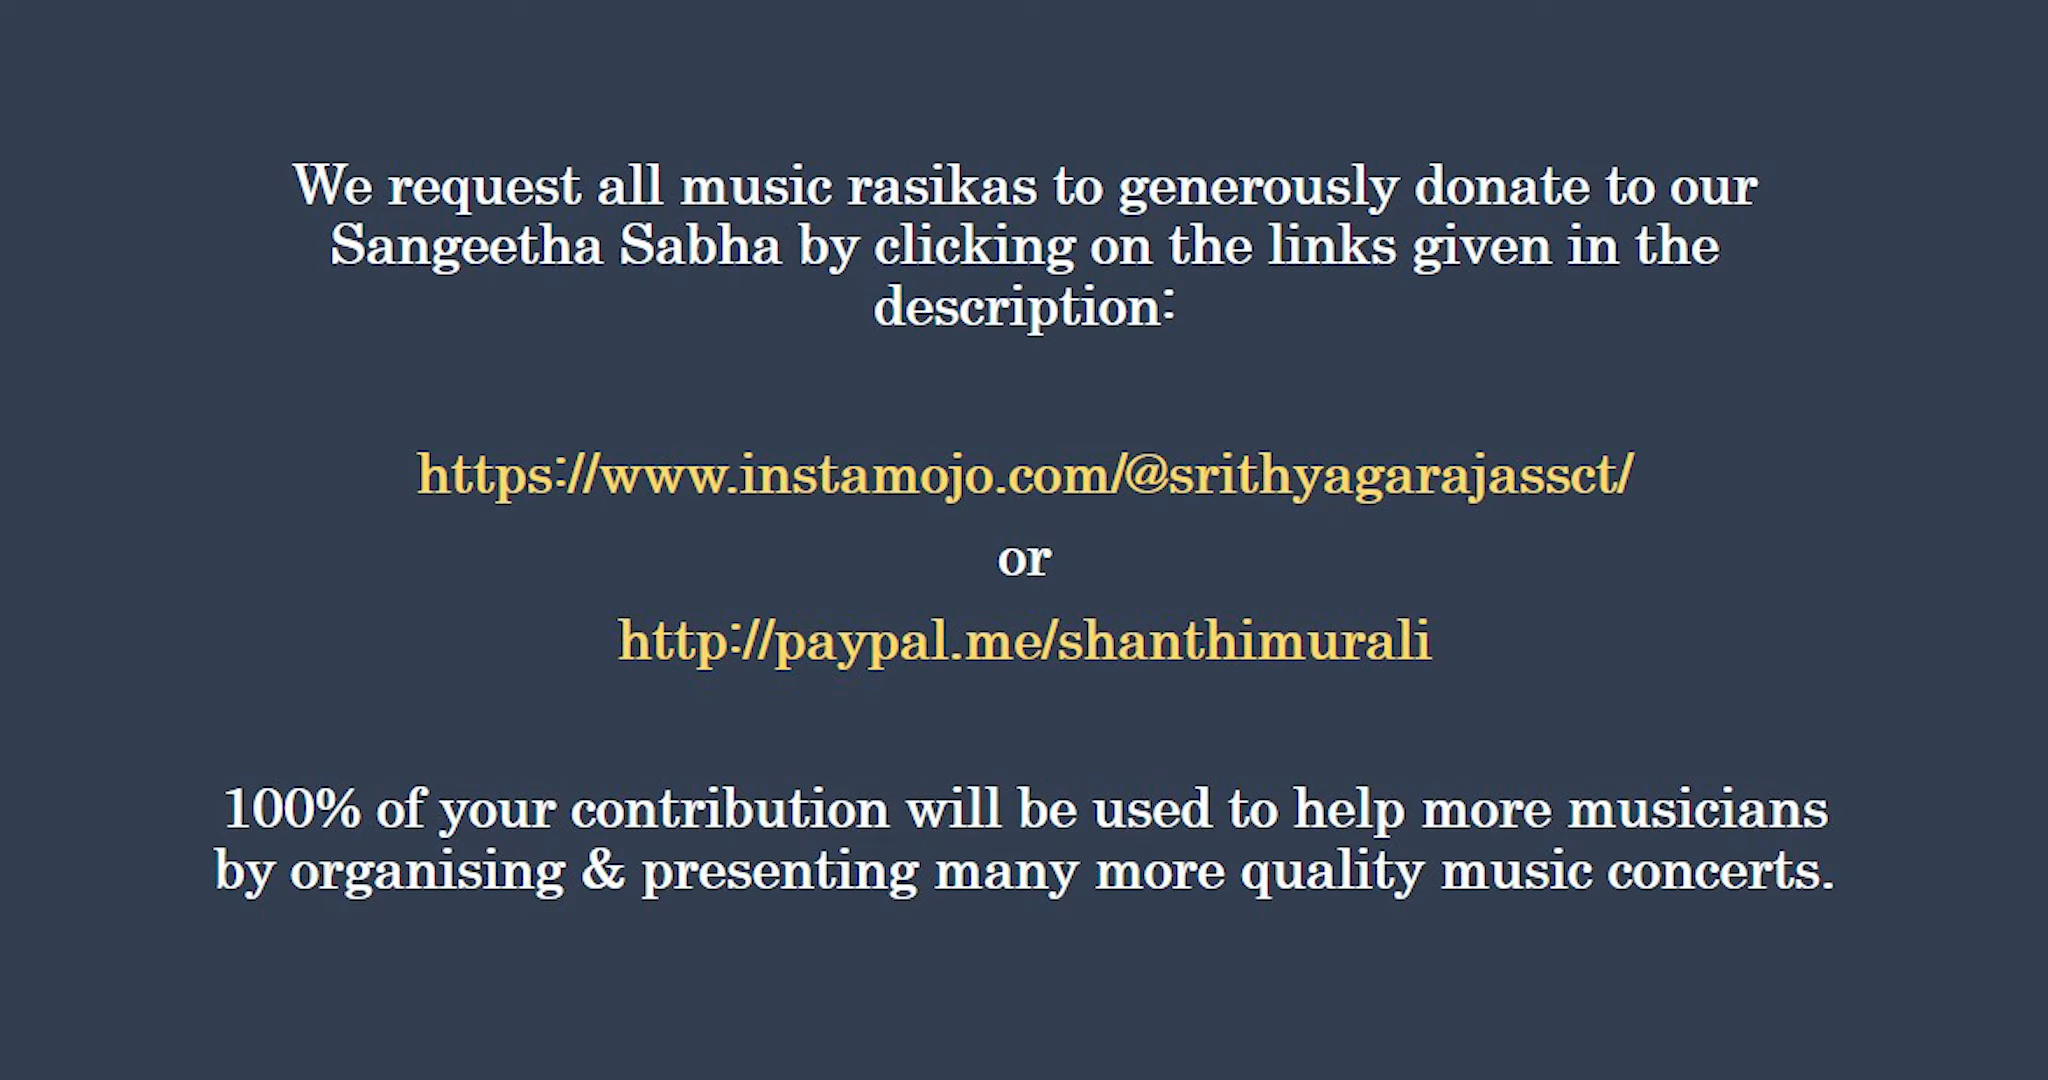 We request all music rasikas to generously donate to our
Sangeetha Sabha by clicking on the links given in the
description:
https://www.instamojo.com/@srithyagarajassct/
or
http://paypal.me/shanthimurali
100% of your contribution will be used to help more musicians
by organising & presenting many more quality music concerts.